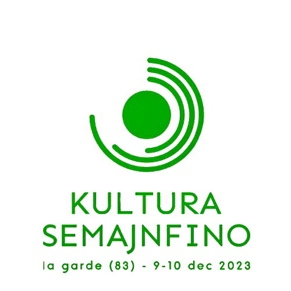 KULTURA
SEMAJNFINO
la garde (83) - 9-10 dec 2023